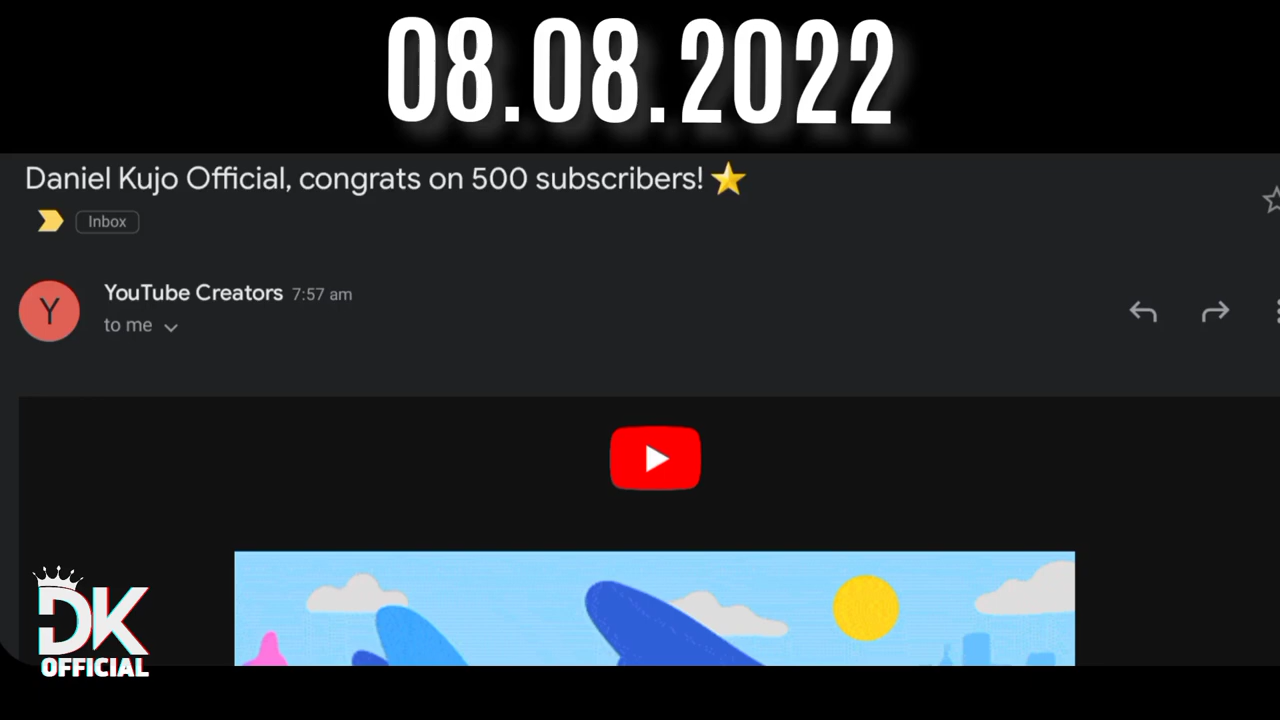 08.08.2022
Daniel Kujo Official, congrats on 500 subscribers! ⭐
Inbox
Y
YouTube Creators 7:57 am
to me
DK
OFFICIAL